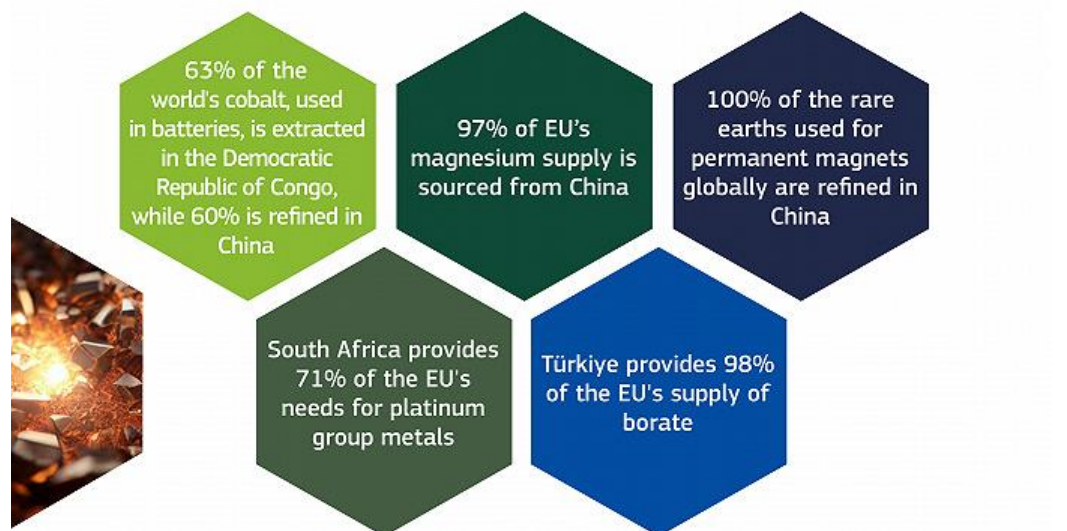 63% of the
world's cobalt, used
in batteries, is extracted
in the Democratic
Republic of Congo,
while 60% is refined in
China
97% of EU’s
magnesium supply is
sourced from China
100% of the rare
earths used for
permanent magnets
globally are refined in
China
South Africa provides
71% of the EU's
needs for platinum
group metals
Türkiye provides 98%
of the EU's supply of
borate